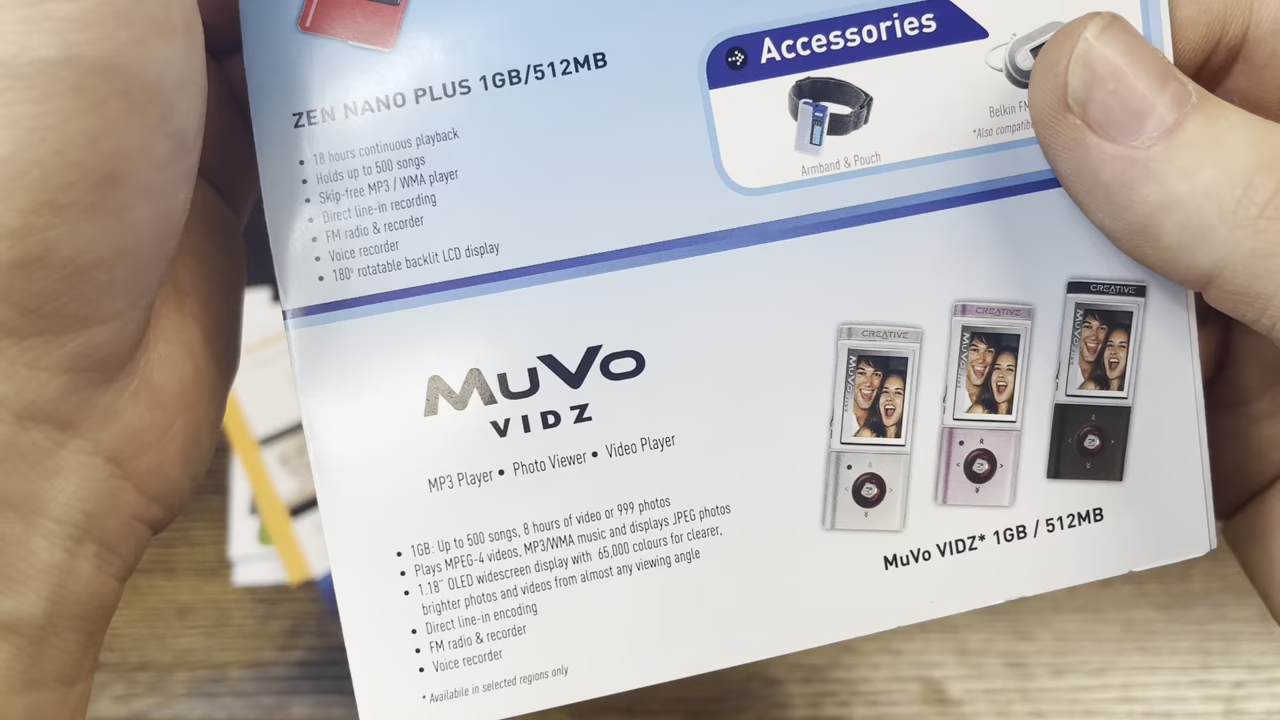 ZEN NANO PLUS 1GB/512MB
• 18 hours continuous playback
• Holds up to 500 songs
• Skip-free MP3 / WMA player
• Direct line-in recording
• FM radio & recorder
• Voice recorder
• 180° rotatable backlit LCD display
Accessories
Armband & Pouch
Belkin FM
*Also compatib
MuVo
VIDZ
MP3 Player • Photo Viewer • Video Player
• 1GB: Up to 500 songs, 8 hours of video or 999 photos
• Plays MPEG-4 videos, MP3/WMA music and displays JPEG photos
• 1.18" OLED widescreen display with 65,000 colours for clearer,
brighter photos and videos from almost any viewing angle
• Direct line-in encoding
• FM radio & recorder
• Voice recorder
* Availabile in selected regions only
CREATIVE
MuVo
CREATIVE
MuVo
CREATIVE
MuVo
MuVo VIDZ* 1GB / 512MB